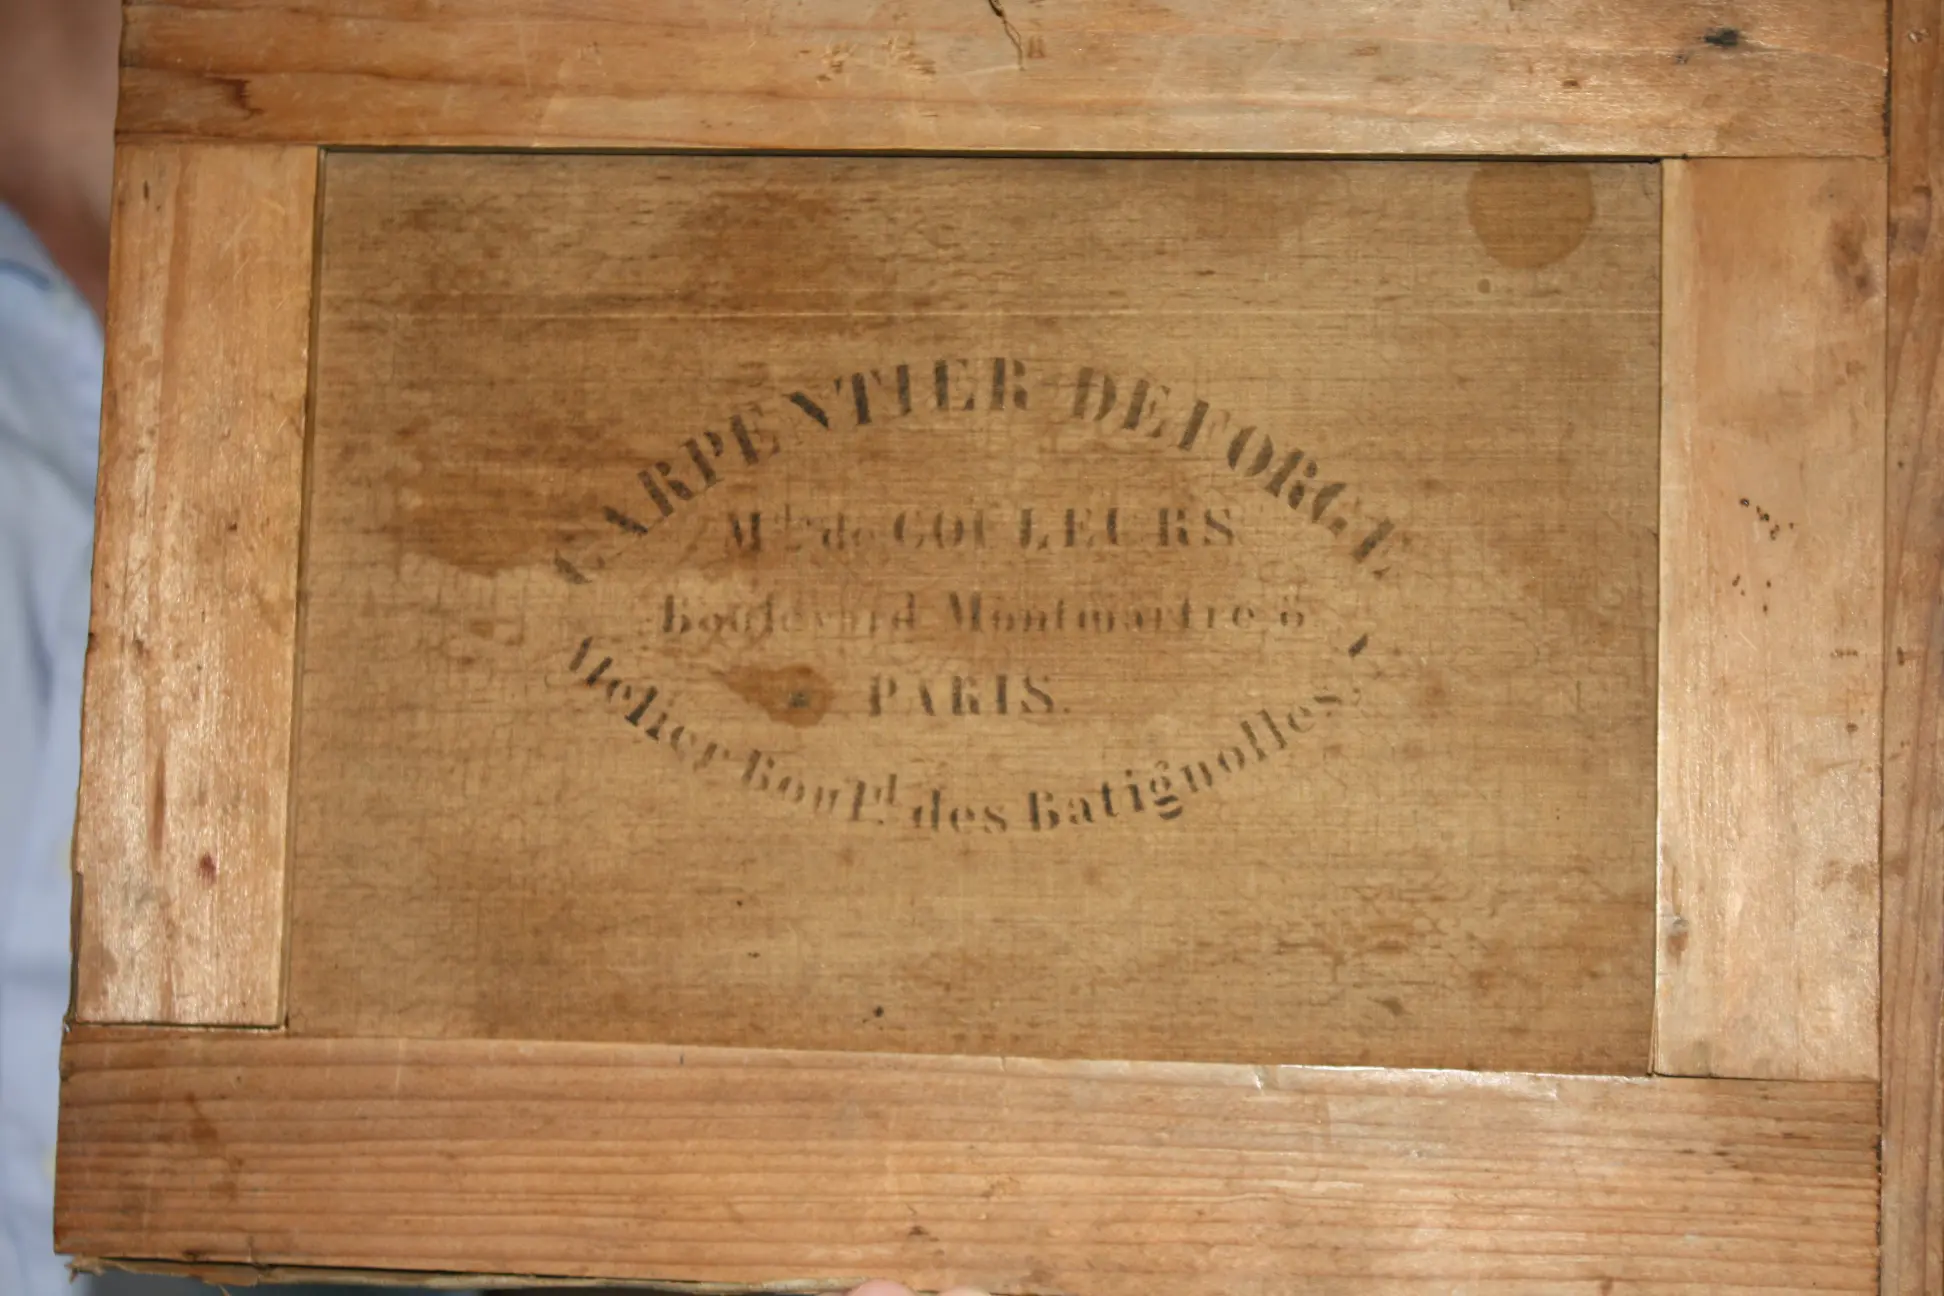 CARPENTIER DEFORGE
Md de COULEURS
Boulevard Montmartre 8
PARIS.
Atelier Boul.d des Batignolles,